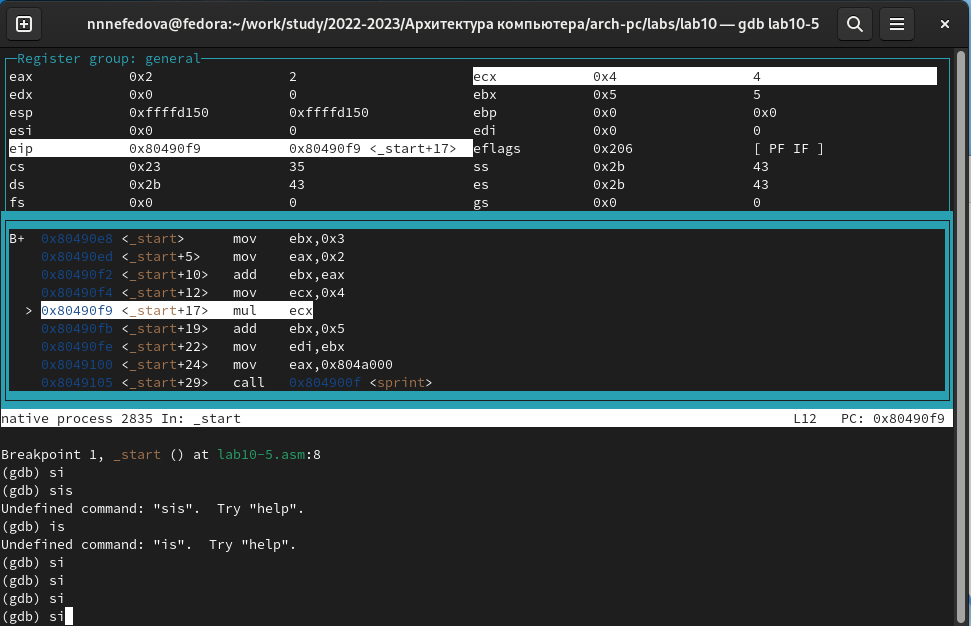 nnnefedova@fedora:~/work/study/2022-2023/Архитектура компьютера/arch-pc/labs/lab10 — gdb lab10-5
Register group: general
eax 0x2 2 ecx 0x4 4
edx 0x0 0 ebx 0x5 5
esp 0xffffd150 0xffffd150 ebp 0x0 0x0
esi 0x0 0 edi 0x0 0
eip 0x80490f9 0x80490f9 <_start+17> eflags 0x206 [ PF IF ]
cs 0x23 35 ss 0x2b 43
ds 0x2b 43 es 0x2b 43
fs 0x0 0 gs 0x0 0
B+ 0x80490e8 <_start> mov ebx,0x3
0x80490ed <_start+5> mov eax,0x2
0x80490f2 <_start+10> add ebx,eax
0x80490f4 <_start+12> mov ecx,0x4
> 0x80490f9 <_start+17> mul ecx
0x80490fb <_start+19> add ebx,0x5
0x80490fe <_start+22> mov edi,ebx
0x8049100 <_start+24> mov eax,0x804a000
0x8049105 <_start+29> call 0x804900f <sprint>
native process 2835 In: _start L12 PC: 0x80490f9
Breakpoint 1, _start () at lab10-5.asm:8
(gdb) si
(gdb) sis
Undefined command: "sis". Try "help".
(gdb) is
Undefined command: "is". Try "help".
(gdb) si
(gdb) si
(gdb) si
(gdb) si